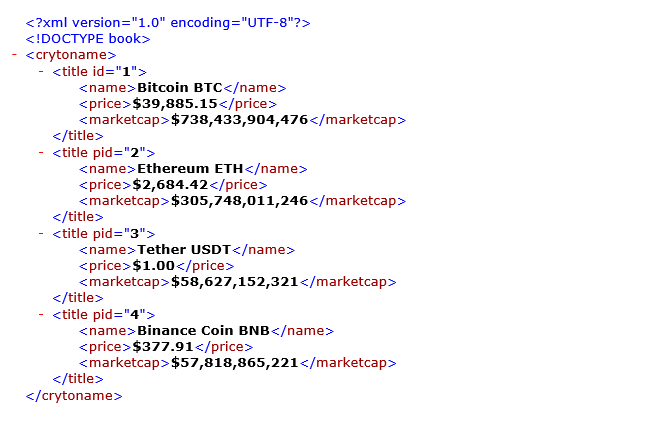 <?xml version="1.0" encoding="UTF-8"?>
<!DOCTYPE book>
- <crytoname>
- <title id="1">
<name>Bitcoin BTC</name>
<price>$39,885.15</price>
<marketcap>$738,433,904,476</marketcap>
</title>
- <title pid="2">
<name>Ethereum ETH</name>
<price>$2,684.42</price>
<marketcap>$305,748,011,246</marketcap>
</title>
- <title pid="3">
<name>Tether USDT</name>
<price>$1.00</price>
<marketcap>$58,627,152,321</marketcap>
</title>
- <title pid="4">
<name>Binance Coin BNB</name>
<price>$377.91</price>
<marketcap>$57,818,865,221</marketcap>
</title>
</crytoname>